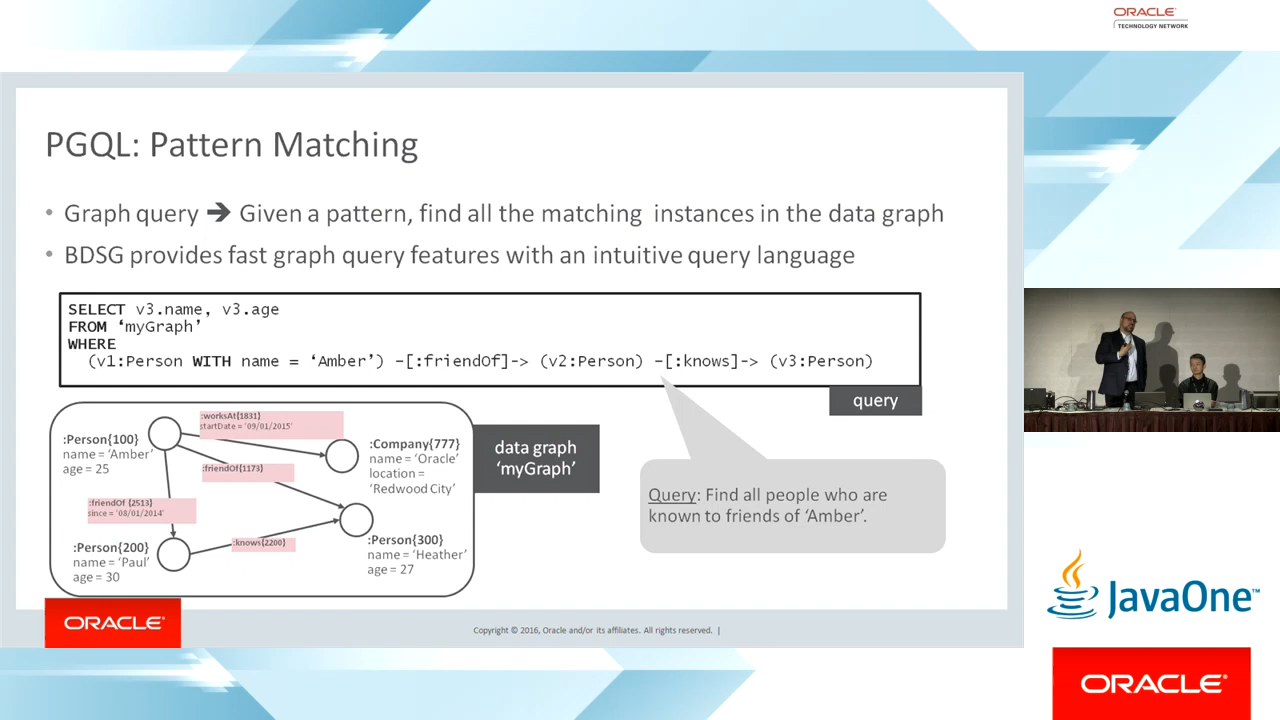 ORACLE
TECHNOLOGY NETWORK
PGQL: Pattern Matching
• Graph query ➔ Given a pattern, find all the matching instances in the data graph
• BDSG provides fast graph query features with an intuitive query language
SELECT v3.name, v3.age
FROM ‘myGraph’
WHERE
(v1:Person WITH name = ‘Amber’) -[:friendOf]-> (v2:Person) -[:knows]-> (v3:Person)
query
:worksAt{1831}
startDate = ‘09/01/2015’
:Person{100}
name = ‘Amber’
age = 25
:Company{777}
name = ‘Oracle’
location =
‘Redwood City’
:friendOf{1173}
:friendOf {2513}
since = ‘08/01/2014’
:Person{200}
name = ‘Paul’
age = 30
:knows{2200}
:Person{300}
name = ‘Heather’
age = 27
data graph
‘myGraph’
Query: Find all people who are
known to friends of ‘Amber’.
ORACLE®
Copyright © 2016, Oracle and/or its affiliates. All rights reserved. |
JavaOne™
ORACLE®